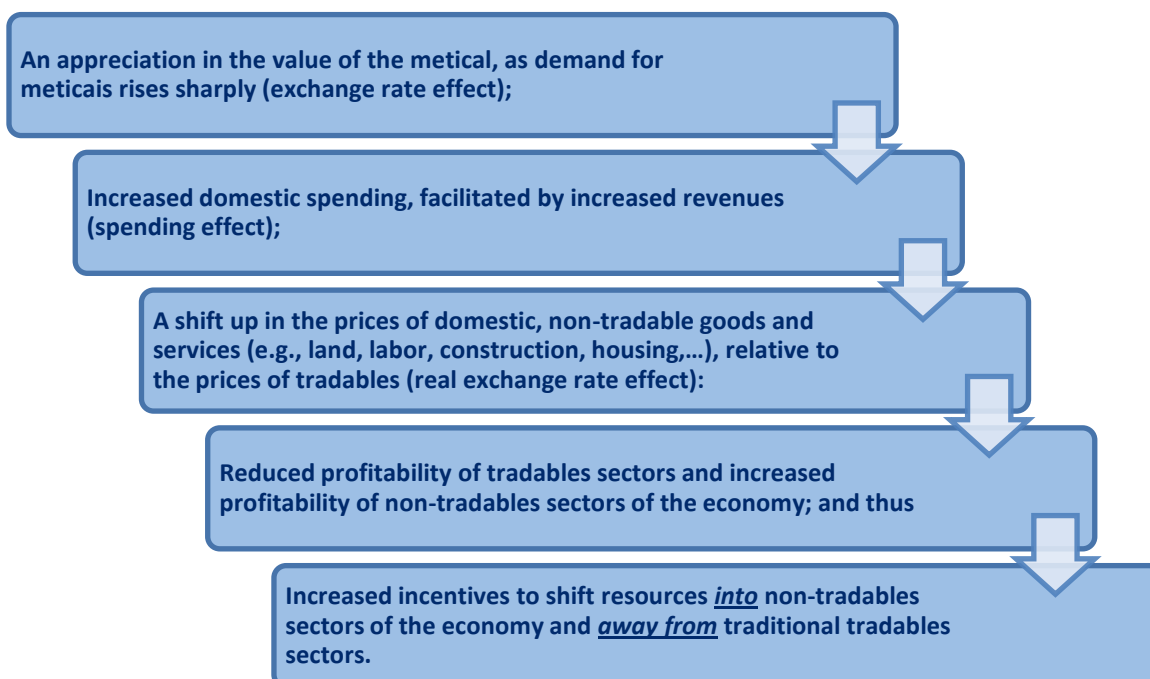 An appreciation in the value of the metical, as demand for
meticais rises sharply (exchange rate effect);
Increased domestic spending, facilitated by increased revenues
(spending effect);
A shift up in the prices of domestic, non-tradable goods and
services (e.g., land, labor, construction, housing,...), relative to
the prices of tradables (real exchange rate effect):
Reduced profitability of tradables sectors and increased
profitability of non-tradables sectors of the economy; and thus
Increased incentives to shift resources into non-tradables
sectors of the economy and away from traditional tradables
sectors.